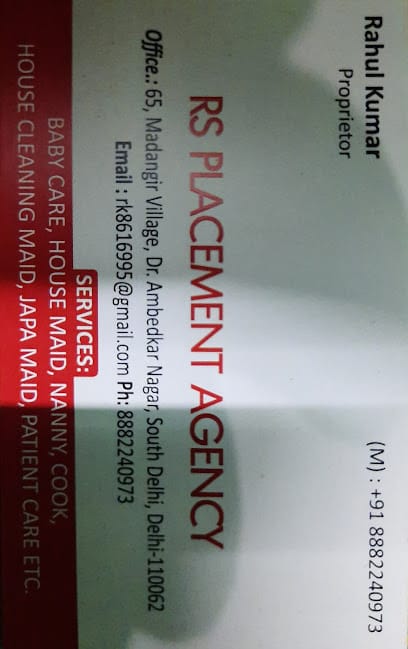 Rahul Kumar
Proprietor
(M) : +91 8882240973
RS PLACEMENT AGENCY
Office.: 65, Madangir Village, Dr. Ambedkar Nagar, South Delhi, Delhi-110062
Email : rk8616995@gmail.com Ph: 8882240973
SERVICES:
BABY CARE, HOUSE MAID, NANNY, COOK,
HOUSE CLEANING MAID, JAPA MAID, PATIENT CARE ETC.